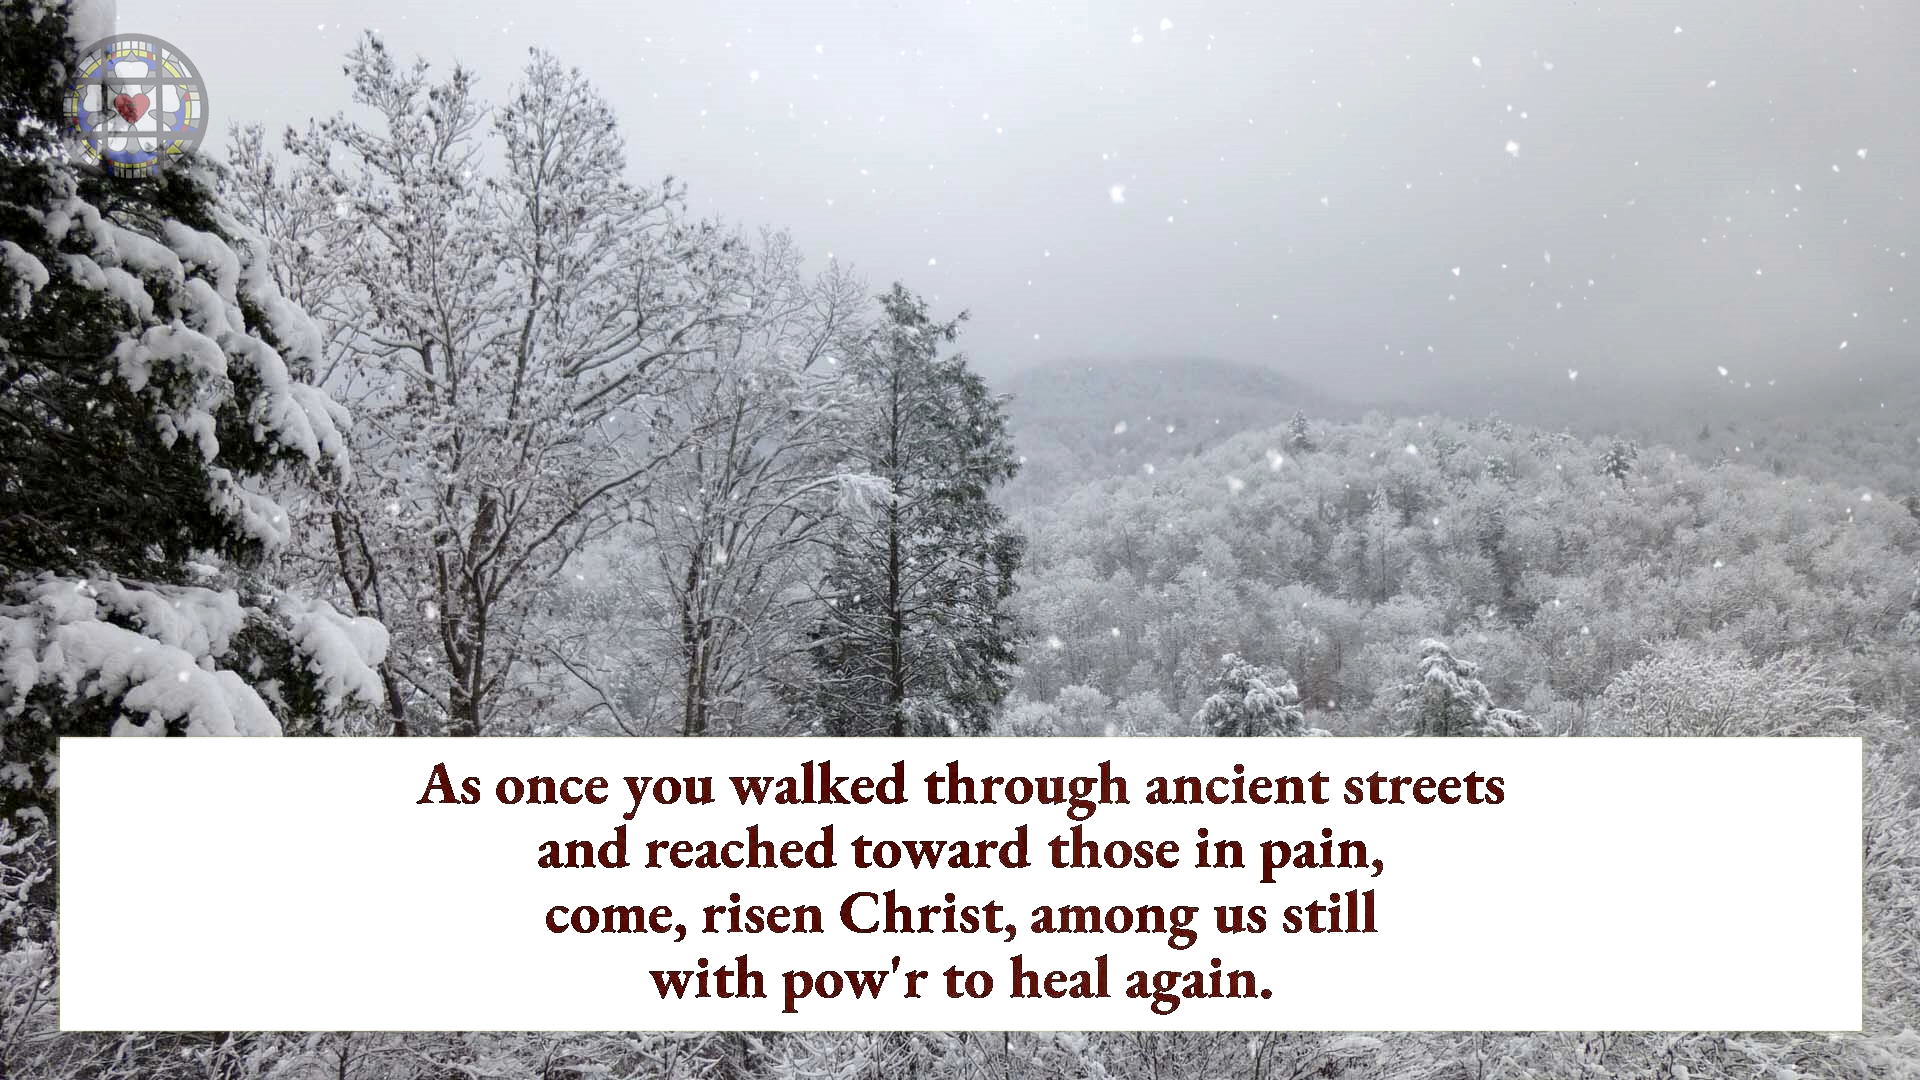 As once you walked through ancient streets
and reached toward those in pain,
come, risen Christ, among us still
with pow'r to heal again.